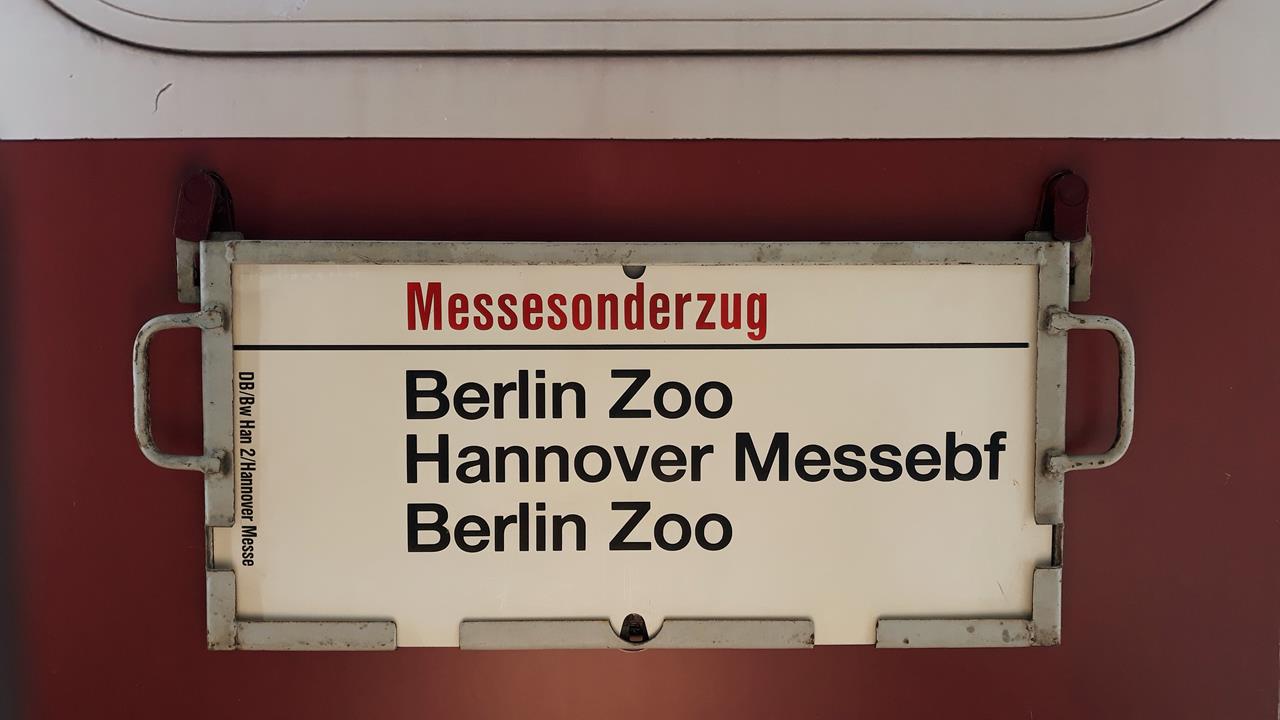 Messesonderzug
Berlin Zoo
Hannover Messebf
Berlin Zoo
DB/Bw Han 2/Hannover Messe